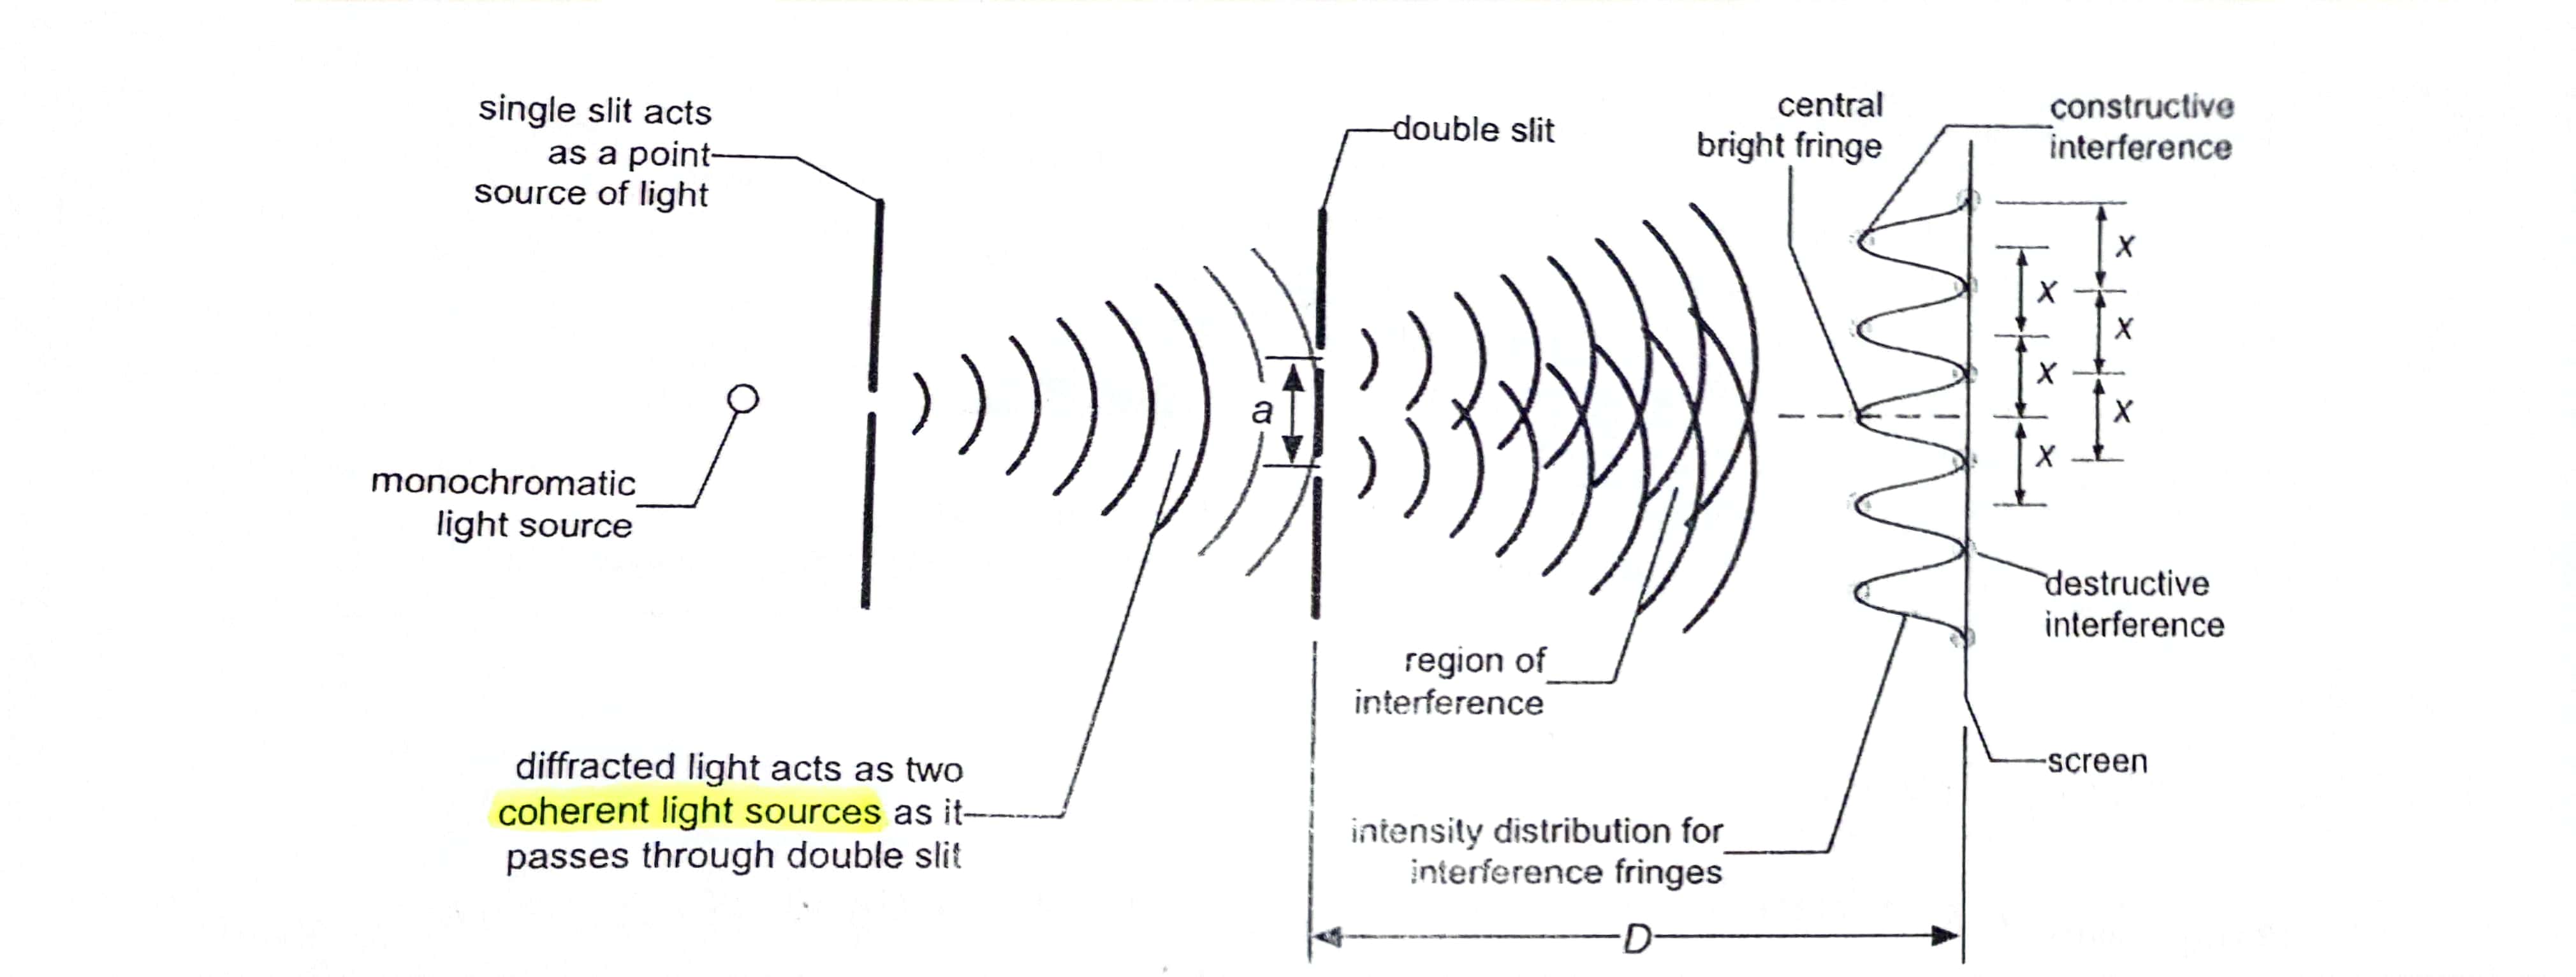 single slit acts
as a point
source of light
monochromatic
light source
diffracted light acts as two
coherent light sources as it
passes through double slit
double slit
a
region of
interference
intensity distribution for
interference fringes
D
central
bright fringe
constructive
interference
x
x
x
x
x
x
destructive
interference
screen